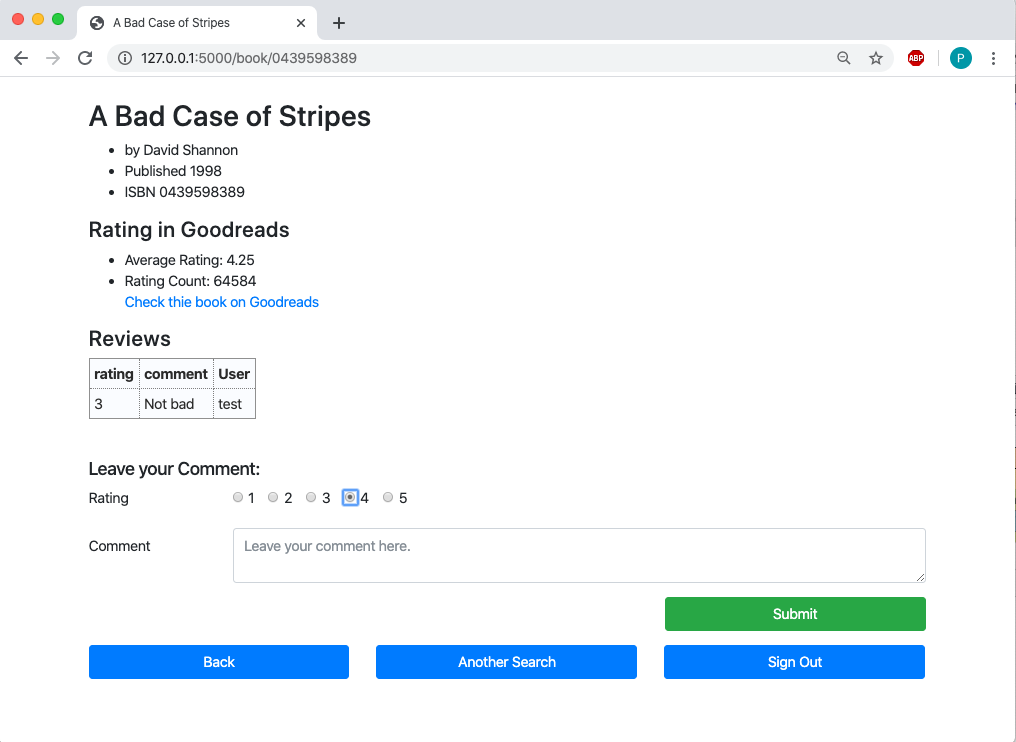 A Bad Case of Stripes
127.0.0.1:5000/book/0439598389
ABP
P
A Bad Case of Stripes
by David Shannon
Published 1998
ISBN 0439598389
Rating in Goodreads
Average Rating: 4.25
Rating Count: 64584
Check thie book on Goodreads
Reviews
rating comment User
3 Not bad test
Leave your Comment:
Rating 1 2 3 4 5
Comment Leave your comment here.
Submit
Back Another Search Sign Out